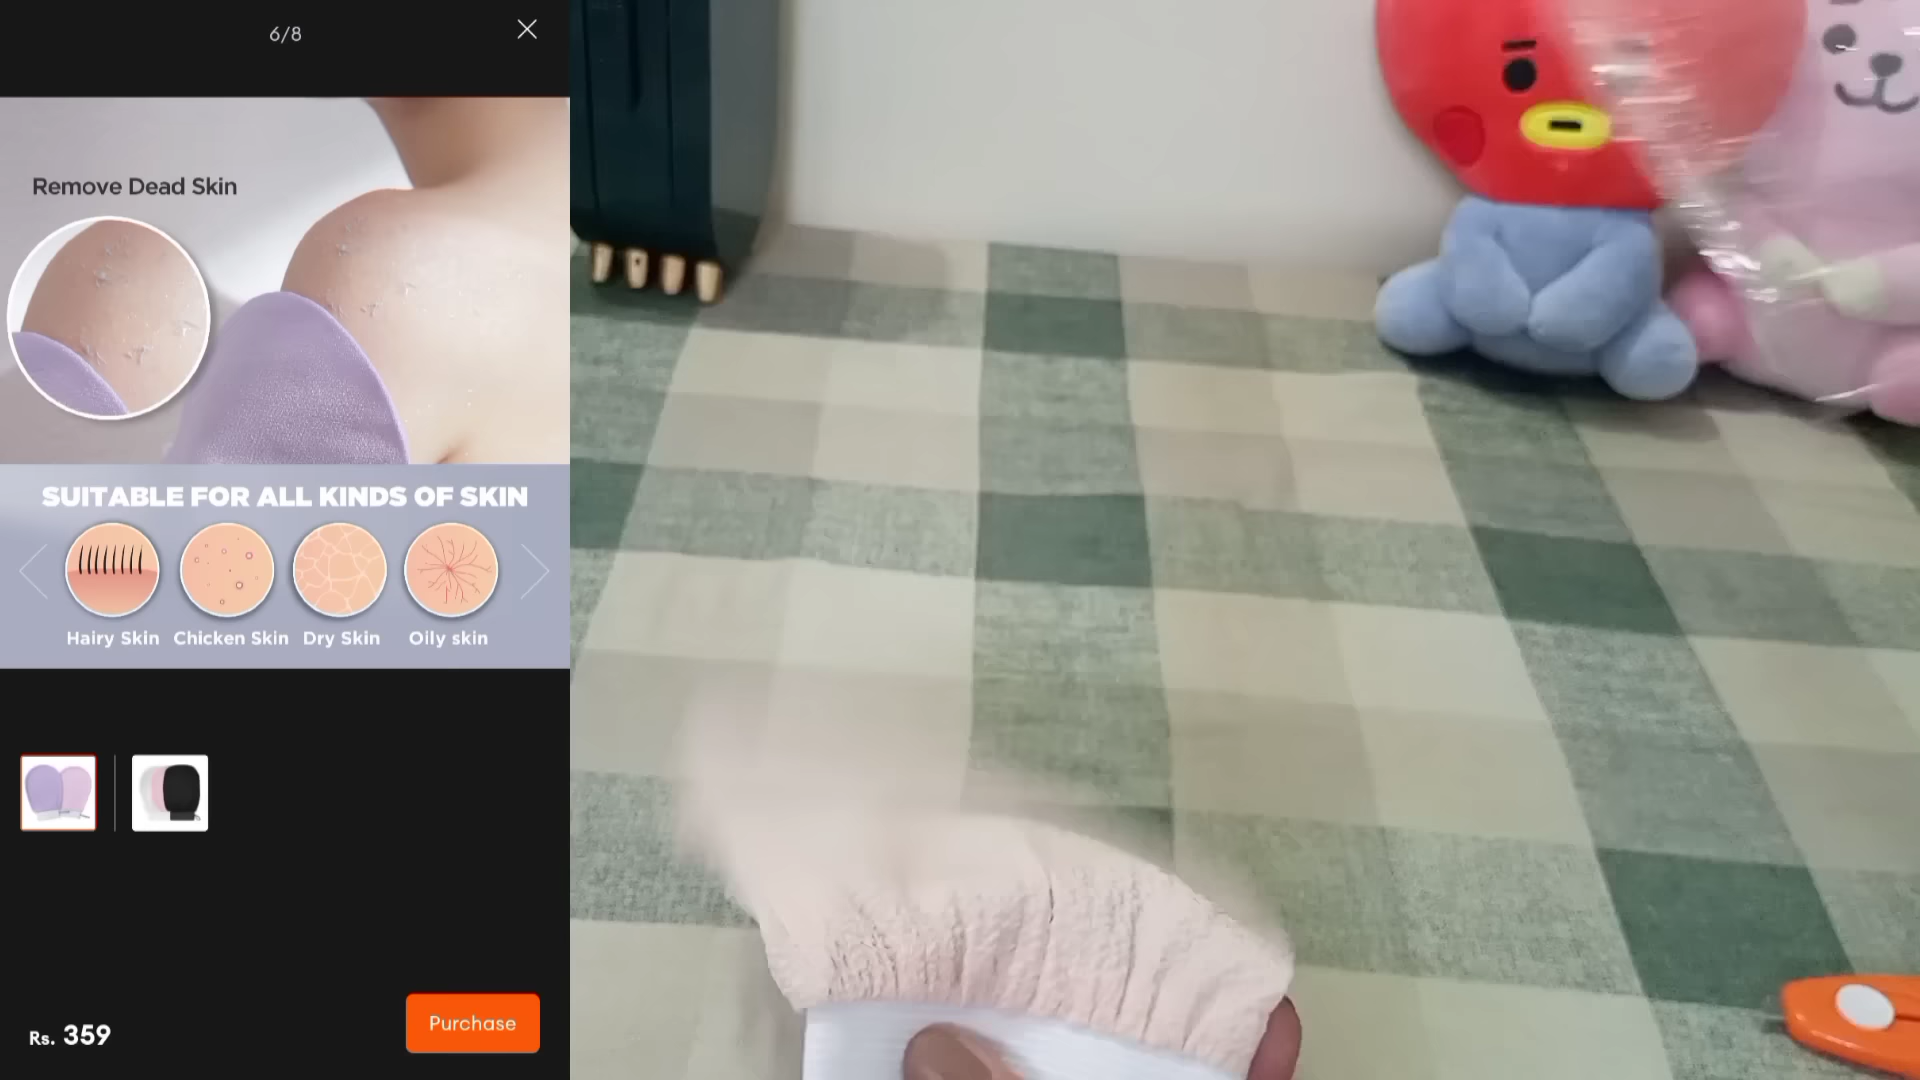 6/8
Remove Dead Skin
SUITABLE FOR ALL KINDS OF SKIN
Hairy Skin Chicken Skin Dry Skin Oily skin
Rs. 359
Purchase